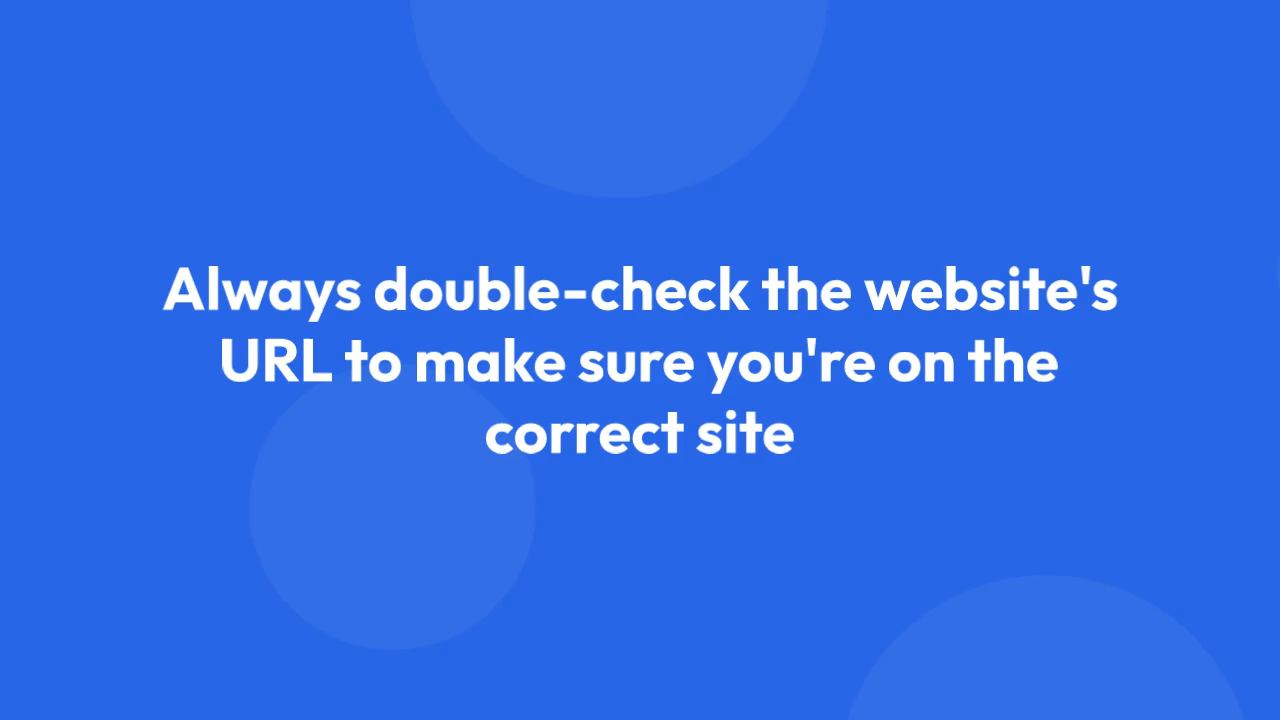 Always double-check the website's
URL to make sure you're on the
correct site